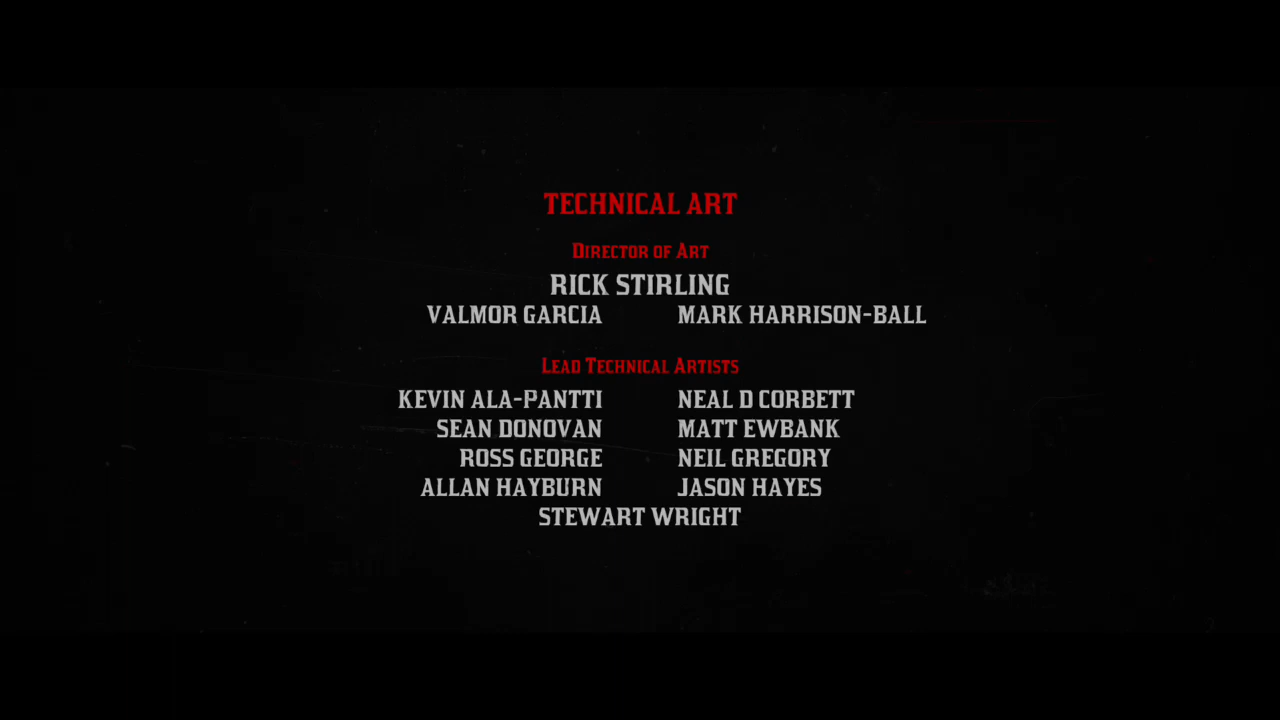 TECHNICAL ART
DIRECTOR OF ART
RICK STIRLING
VALMOR GARCIA MARK HARRISON-BALL
LEAD TECHNICAL ARTISTS
KEVIN ALA-PANTTI NEAL D CORBETT
SEAN DONOVAN MATT EWBANK
ROSS GEORGE NEIL GREGORY
ALLAN HAYBURN JASON HAYES
STEWART WRIGHT